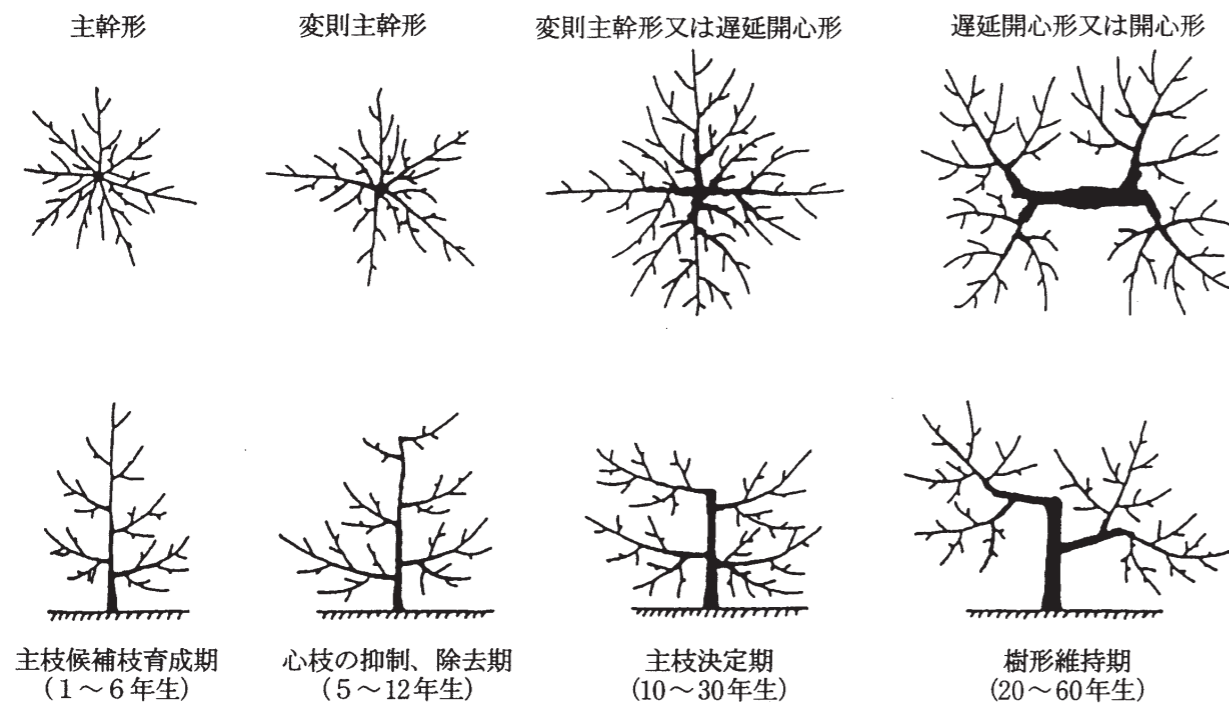 主幹形
変則主幹形
変則主幹形又は遅延開心形
遅延開心形又は開心形
主枝候補枝育成期
(1～6年生)
心枝の抑制、除去期
(5～12年生)
主枝決定期
(10～30年生)
樹形維持期
(20～60年生)